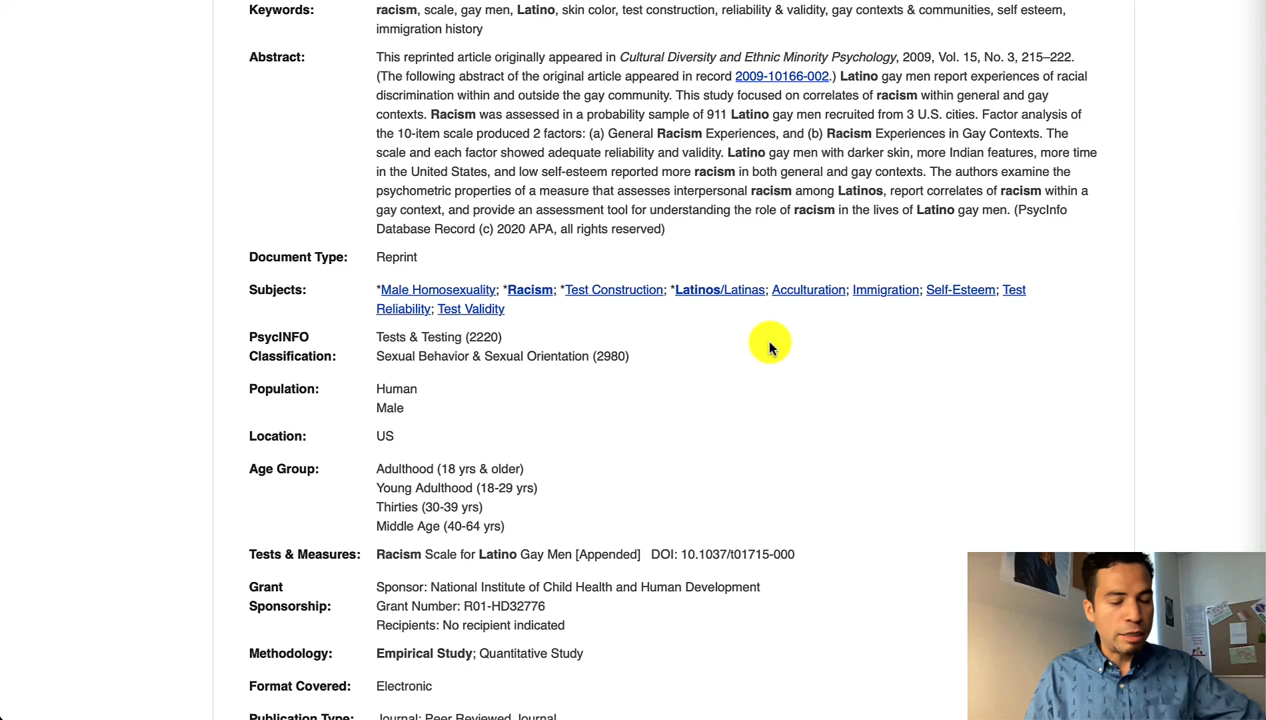 Keywords: racism, scale, gay men, Latino, skin color, test construction, reliability & validity, gay contexts & communities, self esteem,
immigration history
Abstract: This reprinted article originally appeared in Cultural Diversity and Ethnic Minority Psychology, 2009, Vol. 15, No. 3, 215–222.
(The following abstract of the original article appeared in record 2009-10166-002.) Latino gay men report experiences of racial
discrimination within and outside the gay community. This study focused on correlates of racism within general and gay
contexts. Racism was assessed in a probability sample of 911 Latino gay men recruited from 3 U.S. cities. Factor analysis of
the 10-item scale produced 2 factors: (a) General Racism Experiences, and (b) Racism Experiences in Gay Contexts. The
scale and each factor showed adequate reliability and validity. Latino gay men with darker skin, more Indian features, more time
in the United States, and low self-esteem reported more racism in both general and gay contexts. The authors examine the
psychometric properties of a measure that assesses interpersonal racism among Latinos, report correlates of racism within a
gay context, and provide an assessment tool for understanding the role of racism in the lives of Latino gay men. (PsycInfo
Database Record (c) 2020 APA, all rights reserved)
Document Type: Reprint
Subjects: *Male Homosexuality; *Racism; *Test Construction; *Latinos/Latinas; Acculturation; Immigration; Self-Esteem; Test
Reliability; Test Validity
PsycINFO Tests & Testing (2220)
Classification: Sexual Behavior & Sexual Orientation (2980)
Population: Human
Male
Location: US
Age Group: Adulthood (18 yrs & older)
Young Adulthood (18-29 yrs)
Thirties (30-39 yrs)
Middle Age (40-64 yrs)
Tests & Measures: Racism Scale for Latino Gay Men [Appended] DOI: 10.1037/t01715-000
Grant Sponsor: National Institute of Child Health and Human Development
Sponsorship: Grant Number: R01-HD32776
Recipients: No recipient indicated
Methodology: Empirical Study; Quantitative Study
Format Covered: Electronic
Publication Type: Journal; Peer Reviewed Journal